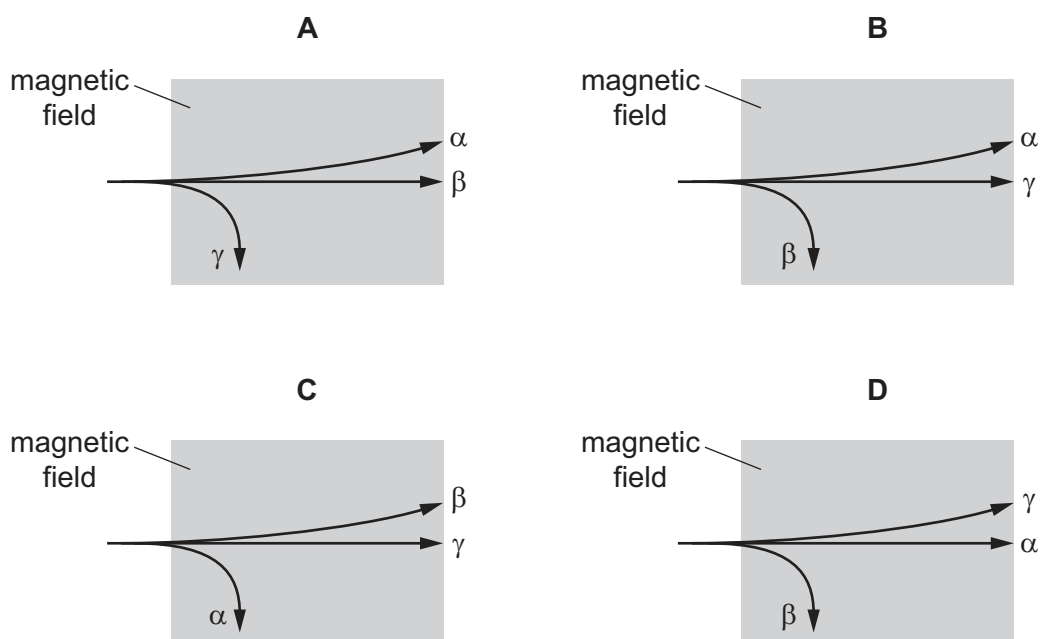 A
magnetic
field
α
β
γ
B
magnetic
field
α
γ
β
C
magnetic
field
β
γ
α
D
magnetic
field
γ
α
β